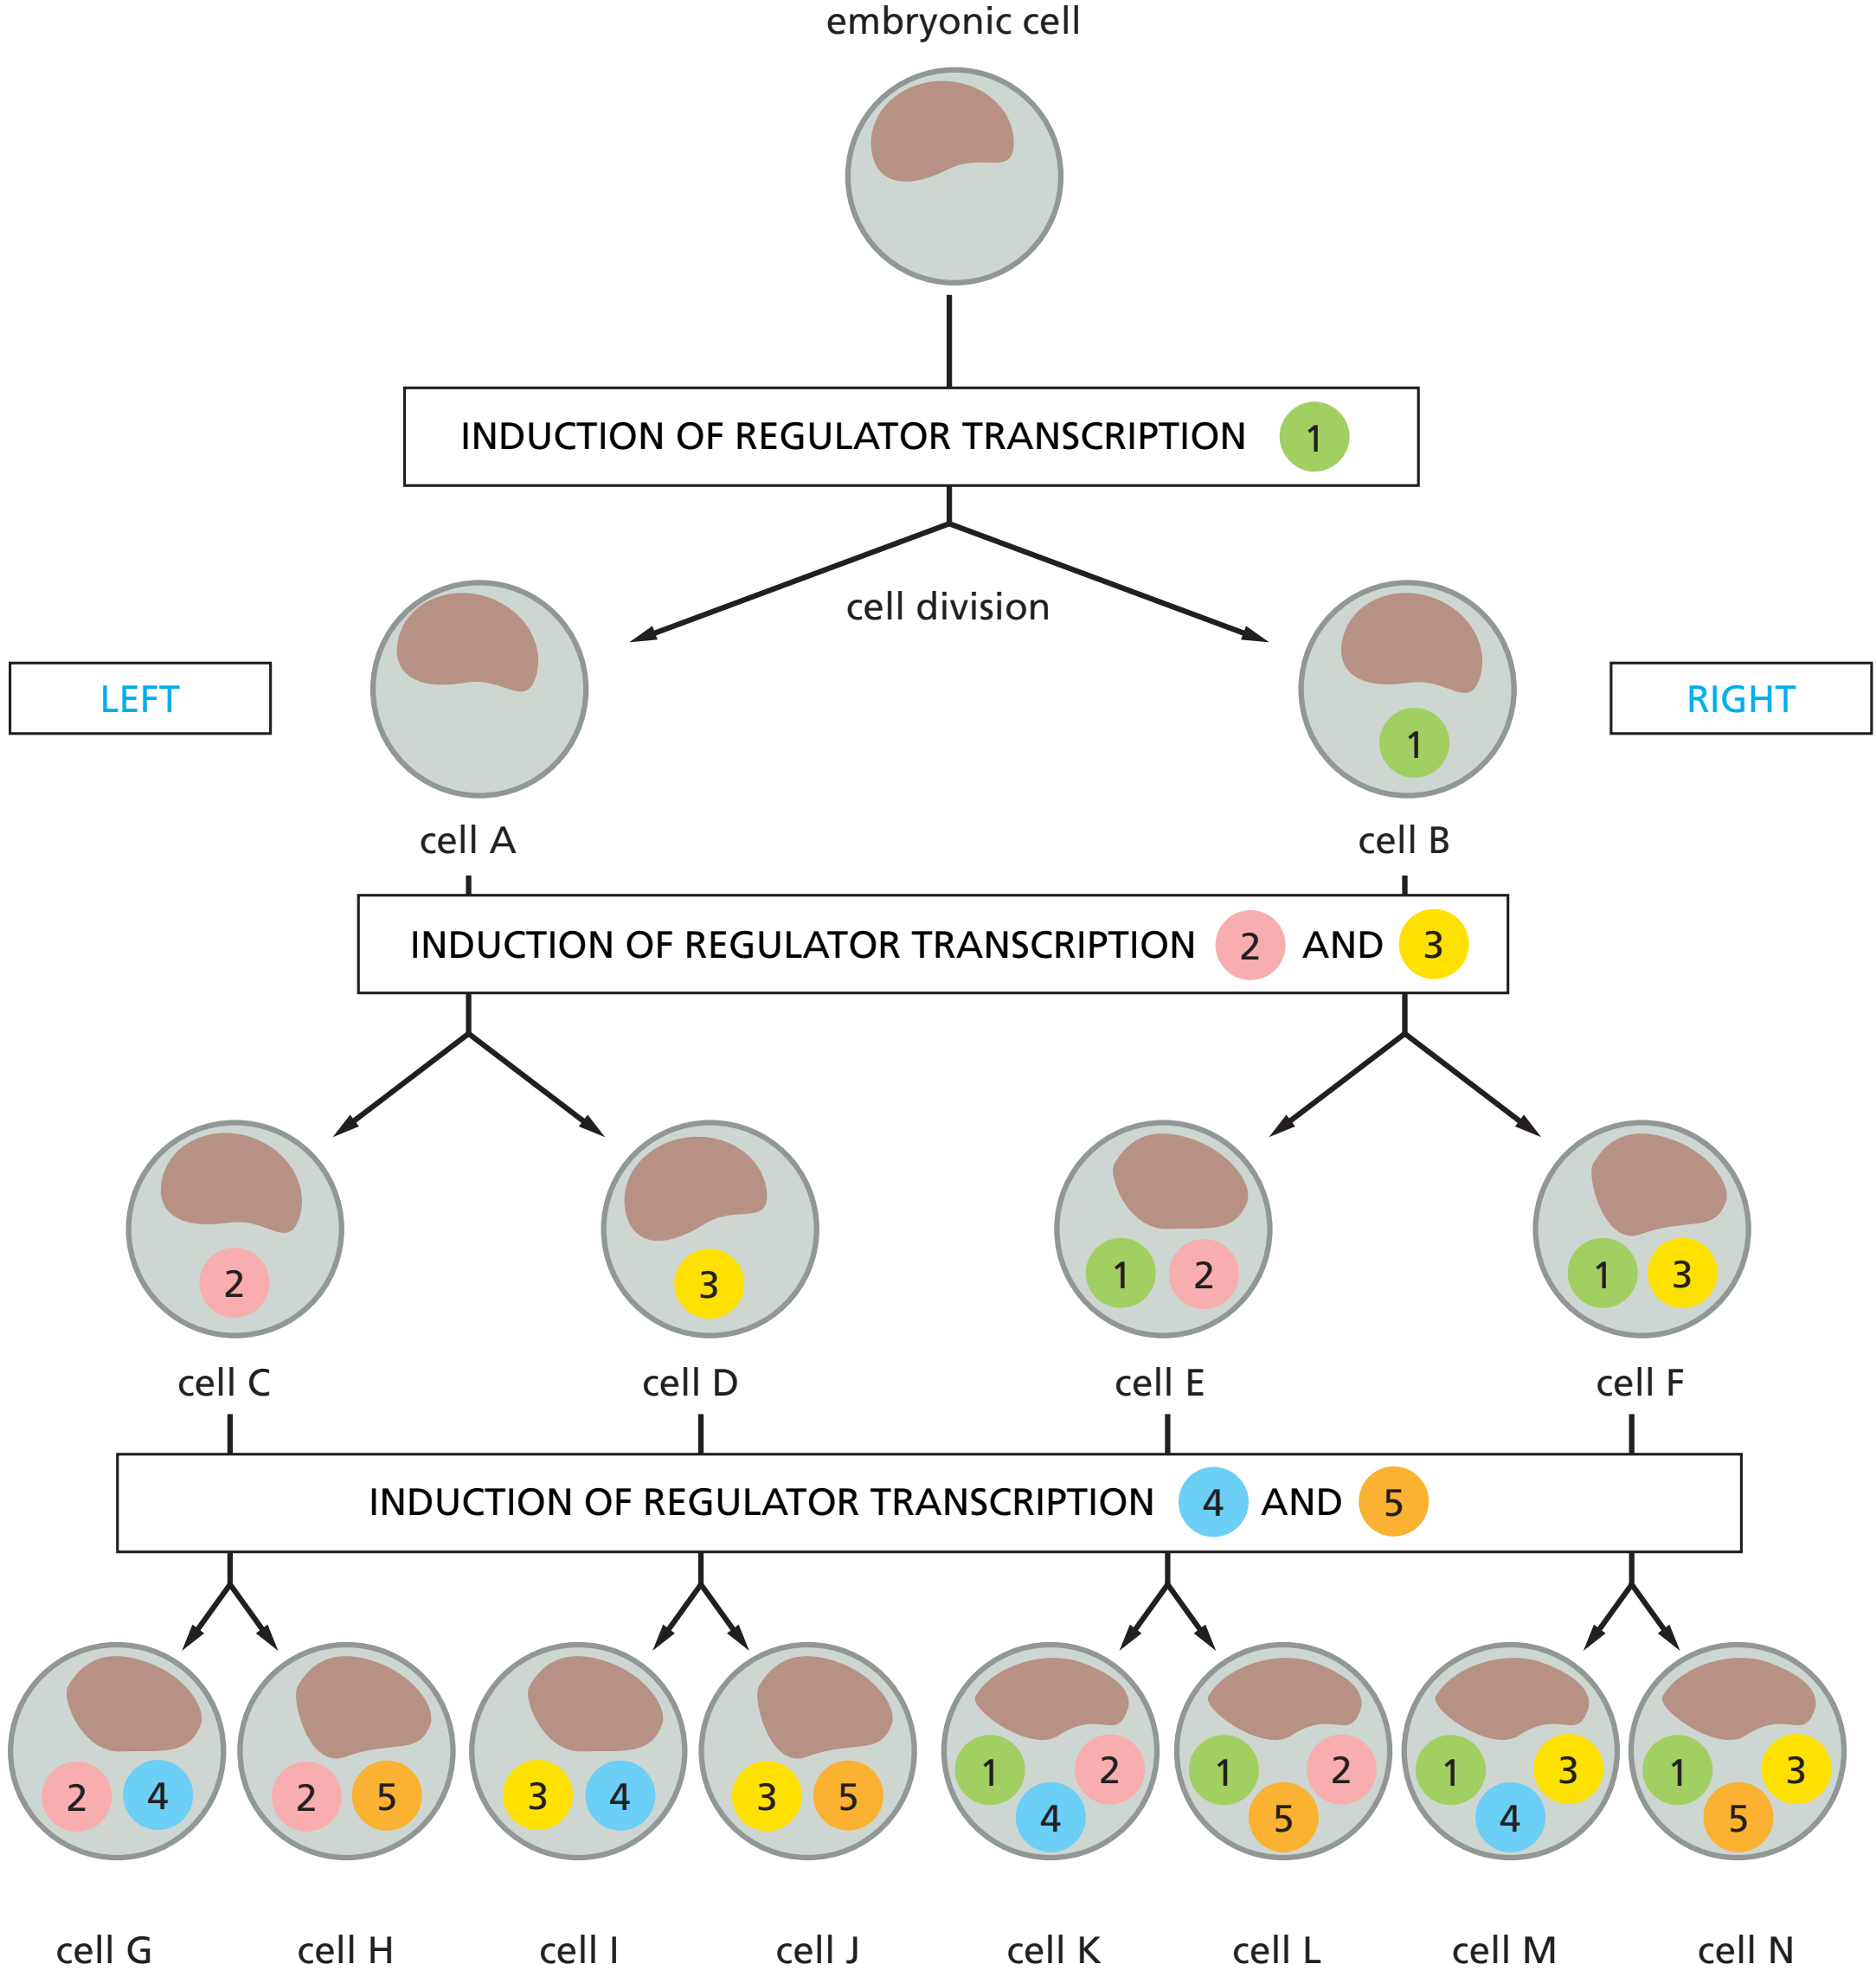 embryonic cell
INDUCTION OF REGULATOR TRANSCRIPTION 1
cell division
LEFT
RIGHT
1
cell A
cell B
INDUCTION OF REGULATOR TRANSCRIPTION 2 AND 3
2
3
1 2
1 3
cell C
cell D
cell E
cell F
INDUCTION OF REGULATOR TRANSCRIPTION 4 AND 5
2 4
2 5
3 4
3 5
1 2
4
1 2
5
1 3
4
1 3
5
cell G
cell H
cell I
cell J
cell K
cell L
cell M
cell N